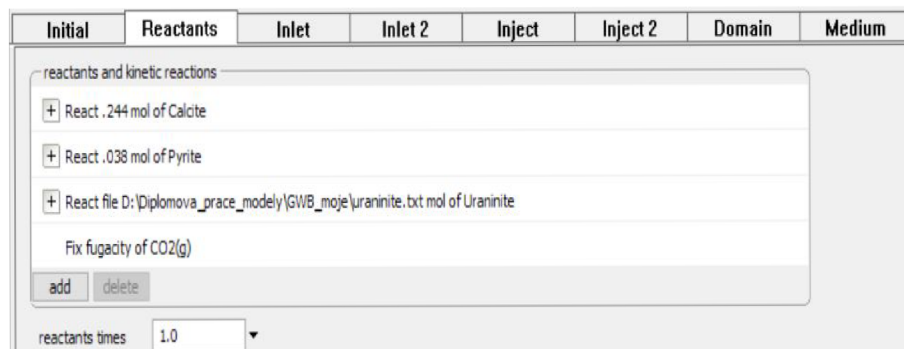 Initial Reactants Inlet Inlet 2 Inject Inject 2 Domain Medium
reactants and kinetic reactions
+ React .244 mol of Calcite
+ React .038 mol of Pyrite
+ React file D:\Diplomova_prace_modely\GWB_moje\uraninite.txt mol of Uraninite
Fix fugacity of CO2(g)
add delete
reactants times 1.0